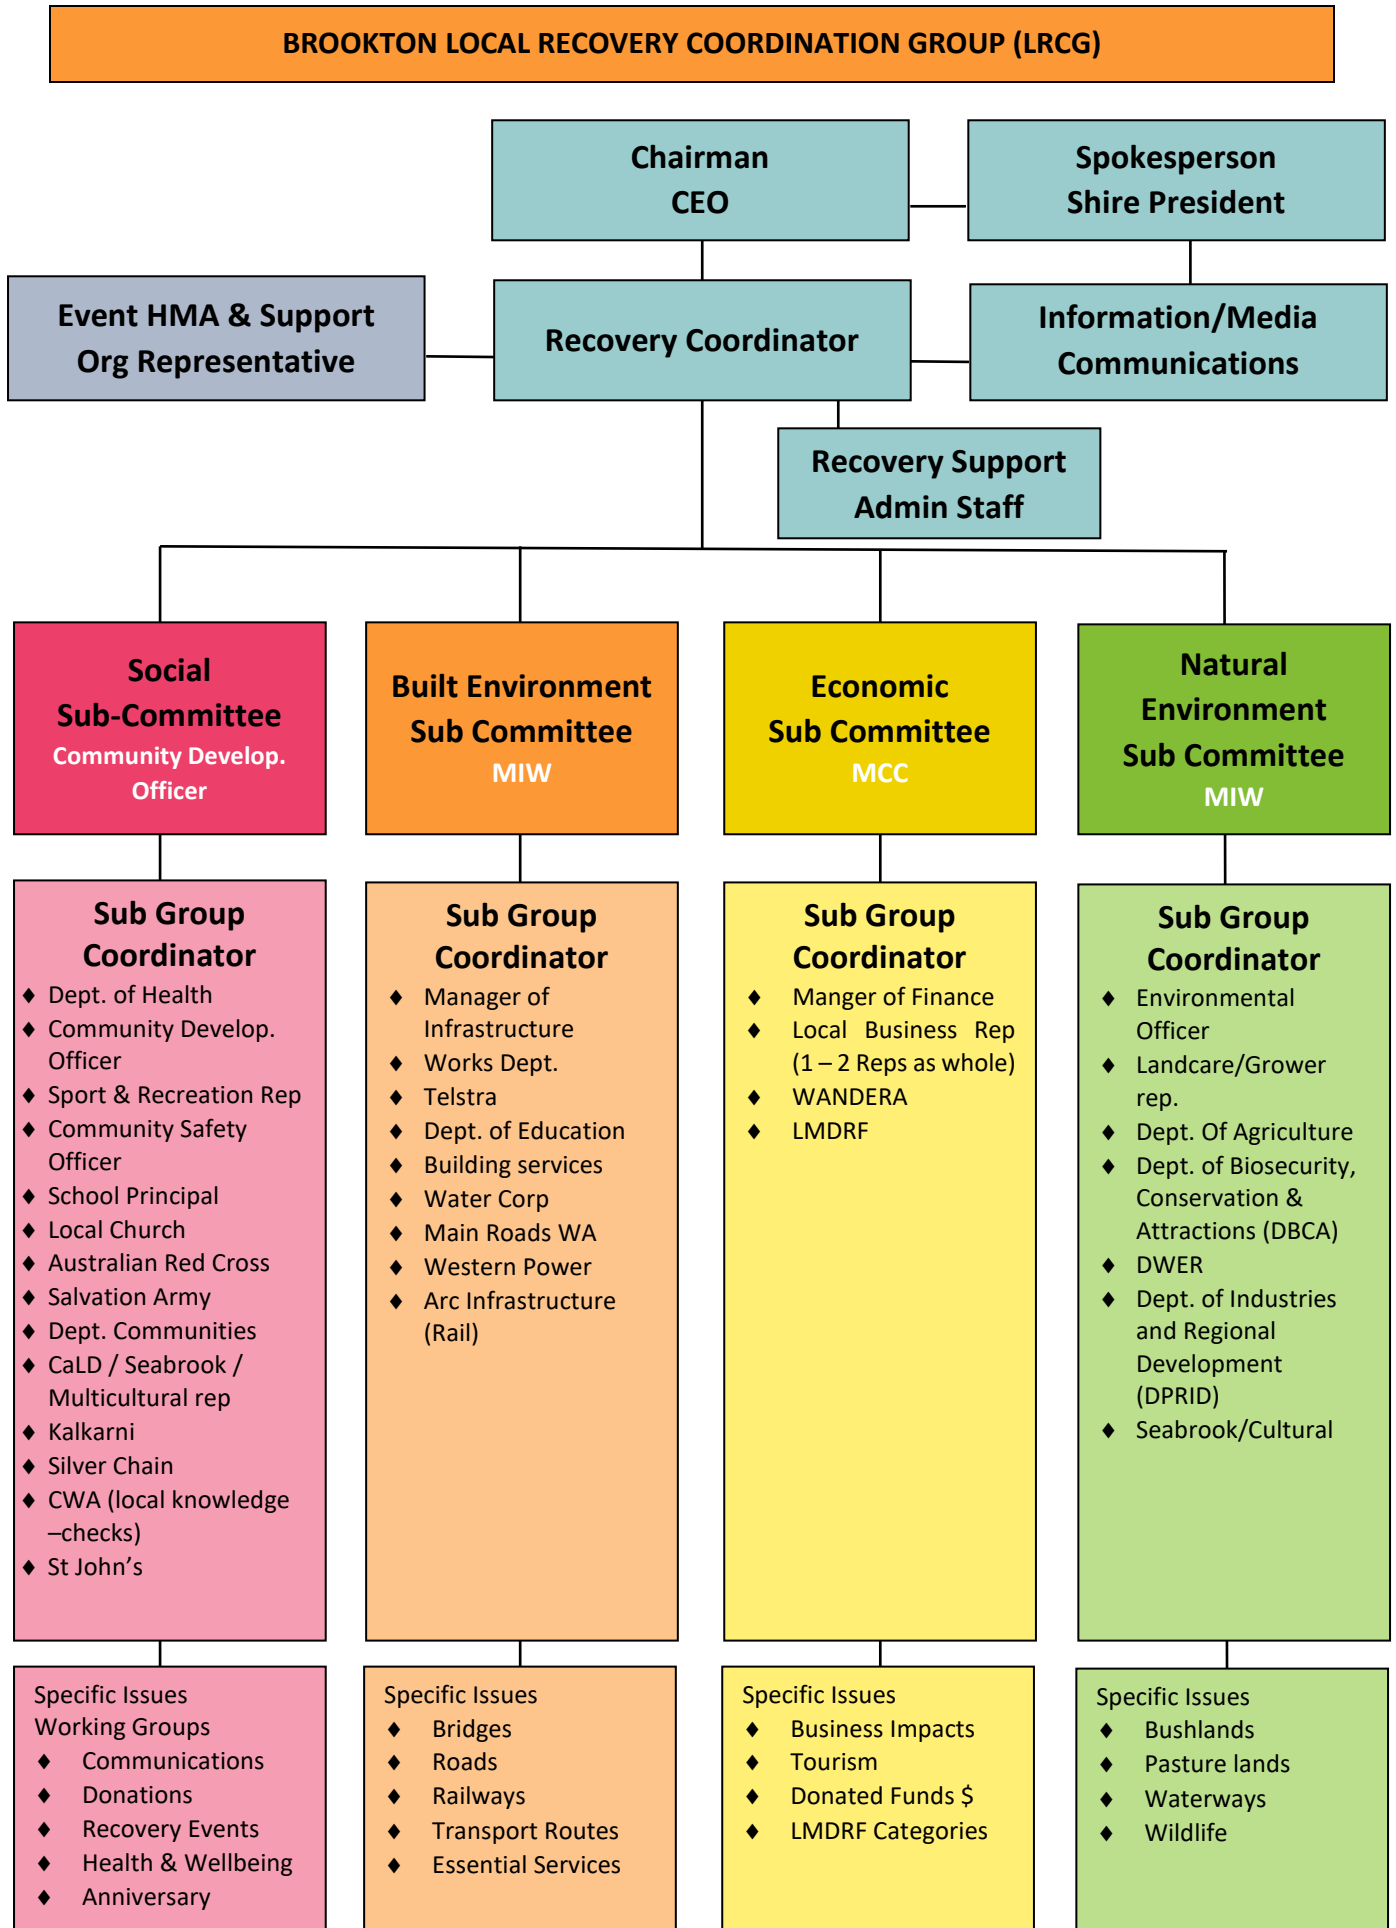 BROOKTON LOCAL RECOVERY COORDINATION GROUP (LRCG)
Chairman
CEO
Spokesperson
Shire President
Event HMA & Support
Org Representative
Recovery Coordinator
Information/Media
Communications
Recovery Support
Admin Staff
Social
Sub-Committee
Community Develop.
Officer
Built Environment
Sub Committee
MIW
Economic
Sub Committee
MCC
Natural
Environment
Sub Committee
MIW
Sub Group
Coordinator
♦ Dept. of Health
♦ Community Develop.
Officer
♦ Sport & Recreation Rep
♦ Community Safety
Officer
♦ School Principal
♦ Local Church
♦ Australian Red Cross
♦ Salvation Army
♦ Dept. Communities
♦ CaLD / Seabrook /
Multicultural rep
♦ Kalkarni
♦ Silver Chain
♦ CWA (local knowledge
–checks)
♦ St John’s
Sub Group
Coordinator
♦ Manager of
Infrastructure
♦ Works Dept.
♦ Telstra
♦ Dept. of Education
♦ Building services
♦ Water Corp
♦ Main Roads WA
♦ Western Power
♦ Arc Infrastructure
(Rail)
Sub Group
Coordinator
♦ Manger of Finance
♦ Local Business Rep
(1 – 2 Reps as whole)
♦ WANDERA
♦ LMDRF
Sub Group
Coordinator
♦ Environmental
Officer
♦ Landcare/Grower
rep.
♦ Dept. Of Agriculture
♦ Dept. of Biosecurity,
Conservation &
Attractions (DBCA)
♦ DWER
♦ Dept. of Industries
and Regional
Development
(DPRID)
♦ Seabrook/Cultural
Specific Issues
Working Groups
♦ Communications
♦ Donations
♦ Recovery Events
♦ Health & Wellbeing
♦ Anniversary
Specific Issues
♦ Bridges
♦ Roads
♦ Railways
♦ Transport Routes
♦ Essential Services
Specific Issues
♦ Business Impacts
♦ Tourism
♦ Donated Funds $
♦ LMDRF Categories
Specific Issues
♦ Bushlands
♦ Pasture lands
♦ Waterways
♦ Wildlife